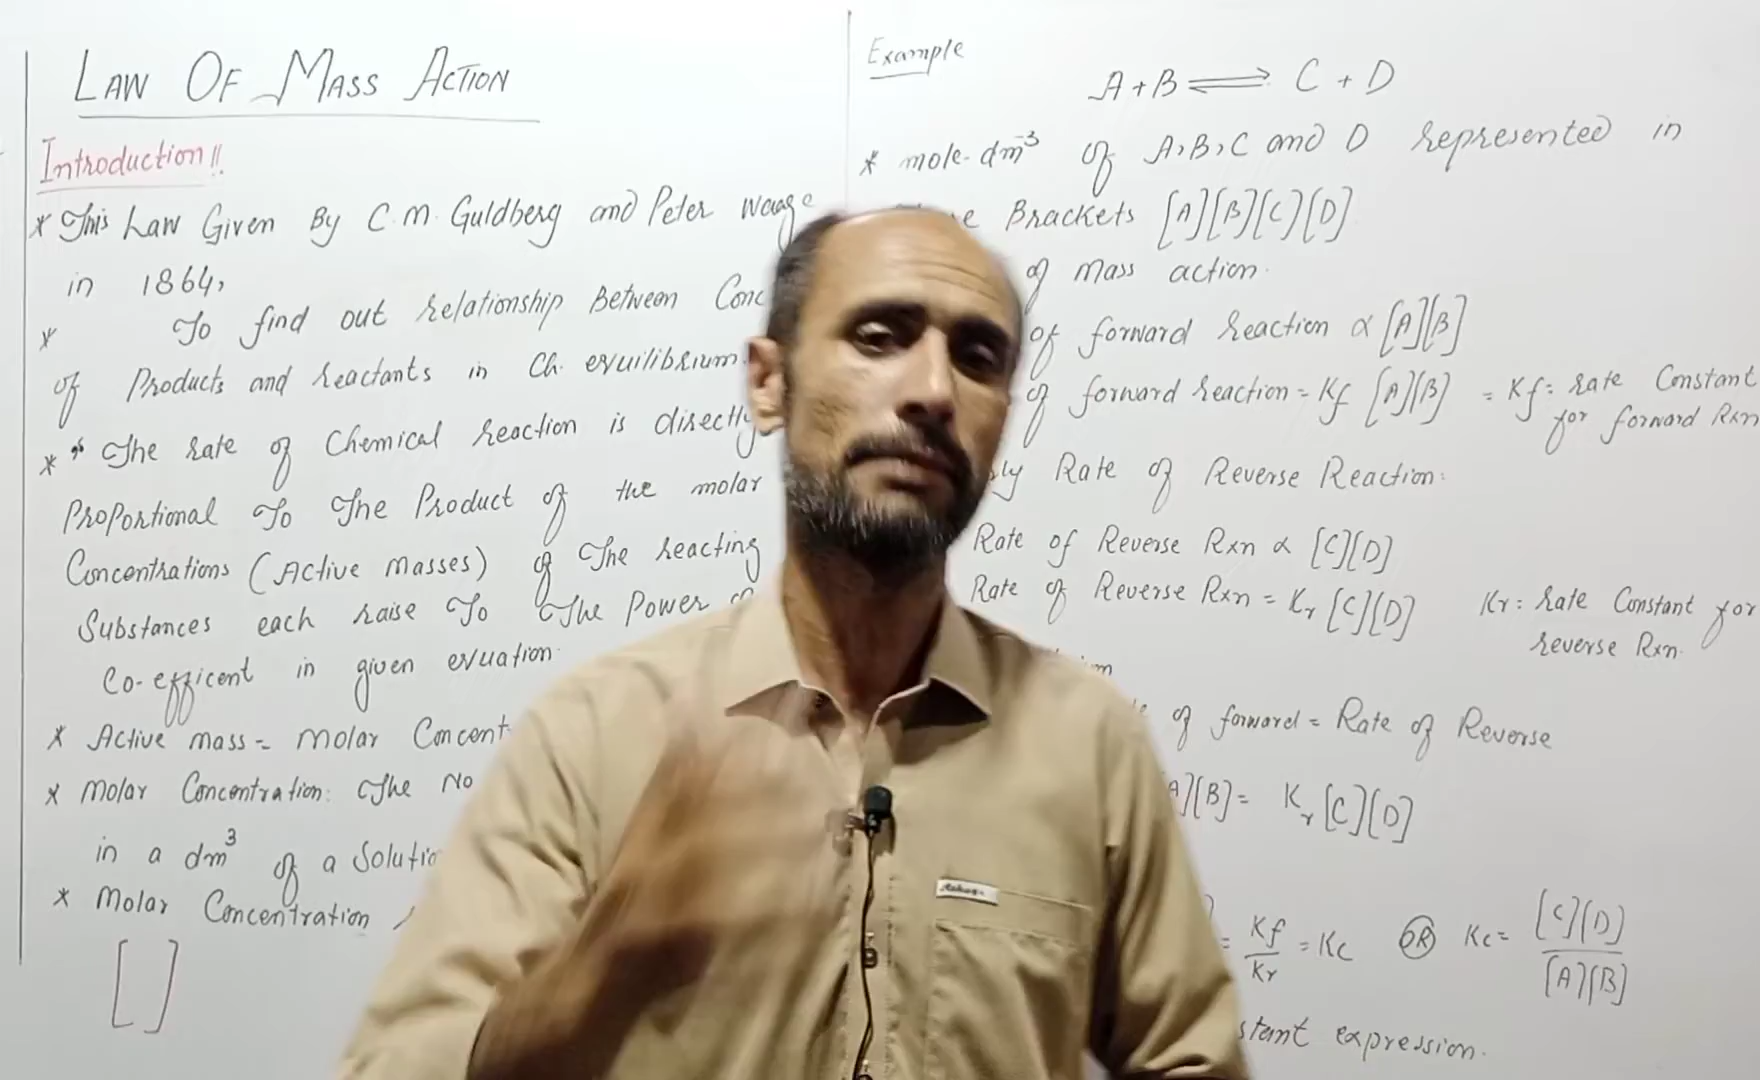 LAW OF MASS ACTION
Introduction!!
* This Law Given By C.M. Guldberg and Peter Waage
in 1864,
* To find out relationship Between Conc
of Products and reactants in Ch. equilibrium.
* The rate of Chemical reaction is directly
Proportional To The Product of the molar
Concentrations (Active masses) of The reacting
Substances each raise To The Power
Co-efficent in given equation.
* Active mass = molar Concent
* Molar Concentration: The No
in a dm³ of a Solutio
* Molar Concentration
[ ]
Example
A + B ⇌ C + D
* mole.dm⁻³ of A,B,C and D represented in
Brackets [A][B][C][D]
of mass action.
of forward reaction ∝ [A][B]
of forward reaction = Kf [A][B] = Kf: rate Constant
for forward Rxn
ly Rate of Reverse Reaction:
Rate of Reverse Rxn ∝ [C][D]
Rate of Reverse Rxn = Kr [C][D] Kr: rate Constant for
reverse Rxn.
of forward = Rate of Reverse
A][B] = Kr [C][D]
= Kf/Kr = Kc OR Kc = [C][D]/[A][B]
stant expression.